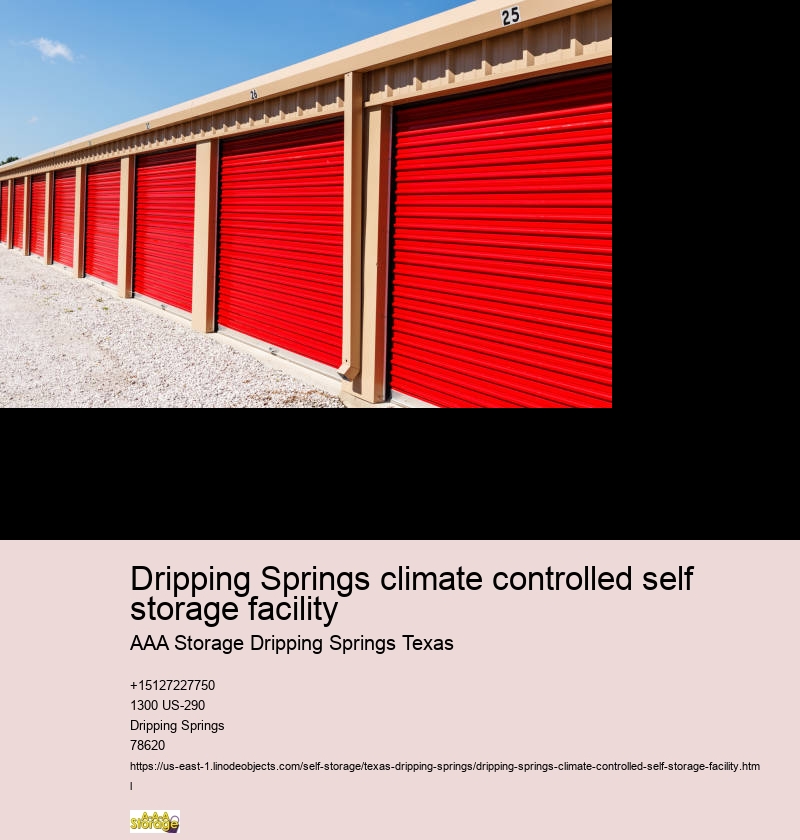 25
26
Dripping Springs climate controlled self
storage facility
AAA Storage Dripping Springs Texas
+15127227750
1300 US-290
Dripping Springs
78620
https://us-east-1.linodeobjects.com/self-storage/texas-dripping-springs/dripping-springs-climate-controlled-self-storage-facility.htm
l
AAA
Storage